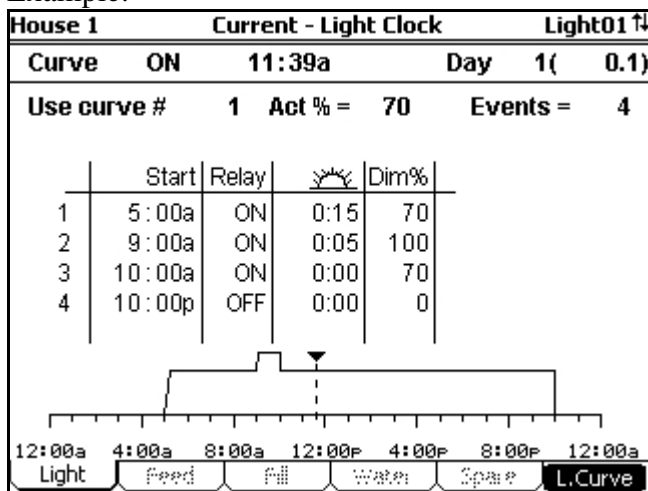 Example:
House 1 Current - Light Clock Light01
Curve ON 11:39a Day 1( 0.1)
Use curve # 1 Act % = 70 Events = 4
Start Relay Dim%
1 5:00a ON 0:15 70
2 9:00a ON 0:05 100
3 10:00a ON 0:00 70
4 10:00p OFF 0:00 0
12:00a 4:00a 8:00a 12:00p 4:00p 8:00p 12:00a
Light Feed Fill Water Spare L.Curve